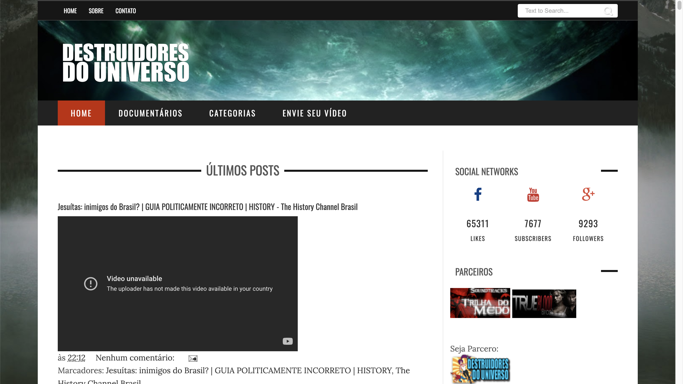 HOME SOBRE CONTATO
Text to Search...
DESTRUIDORES
DO UNIVERSO
HOME DOCUMENTÁRIOS CATEGORIAS ENVIE SEU VÍDEO
ÚLTIMOS POSTS
Jesuítas: inimigos do Brasil? | GUIA POLITICAMENTE INCORRETO | HISTORY - The History Channel Brasil
Video unavailable
The uploader has not made this video available in your country
às 22:12 Nenhum comentário:
Marcadores: Jesuítas: inimigos do Brasil? | GUIA POLITICAMENTE INCORRETO | HISTORY, The
History Channel Brasil
SOCIAL NETWORKS
You
Tube
65311 7677 9293
LIKES SUBSCRIBERS FOLLOWERS
PARCEIROS
SOUNDTRACKS
TRILHA DO
MEDO
TRUE
Seja Parceiro:
DESTRUIDORES
DO UNIVERSO